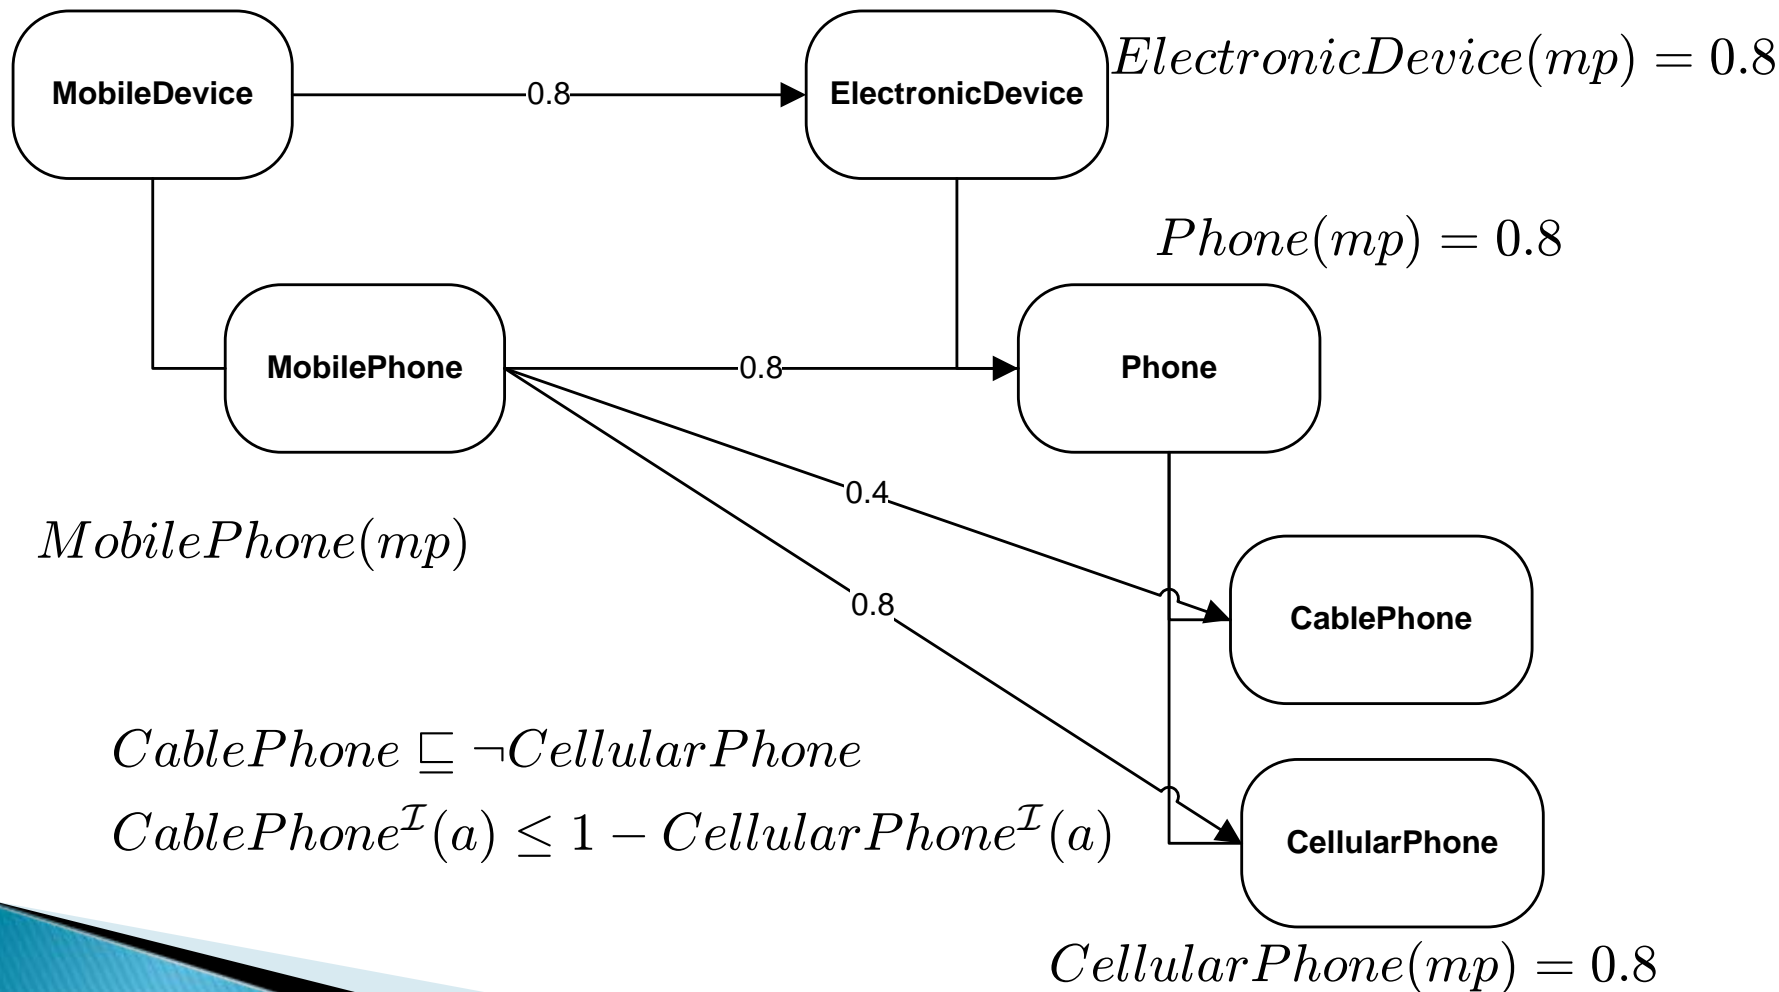 MobileDevice
0.8
ElectronicDevice
ElectronicDevice(mp) = 0.8
Phone(mp) = 0.8
MobilePhone
0.8
Phone
0.4
MobilePhone(mp)
0.8
CablePhone
CablePhone ⊑ ¬CellularPhone
CablePhone^ℐ(a) ≤ 1 − CellularPhone^ℐ(a)
CellularPhone
CellularPhone(mp) = 0.8